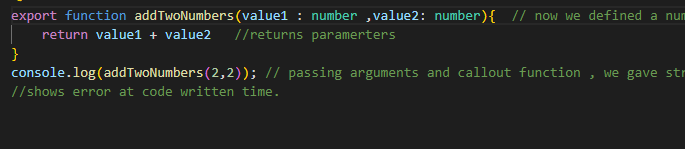 export function addTwoNumbers(value1 : number ,value2: number){  // now we defined a num
    return value1 + value2   //returns paramerters
}
console.log(addTwoNumbers(2,2)); // passing arguments and callout function , we gave str
//shows error at code written time.